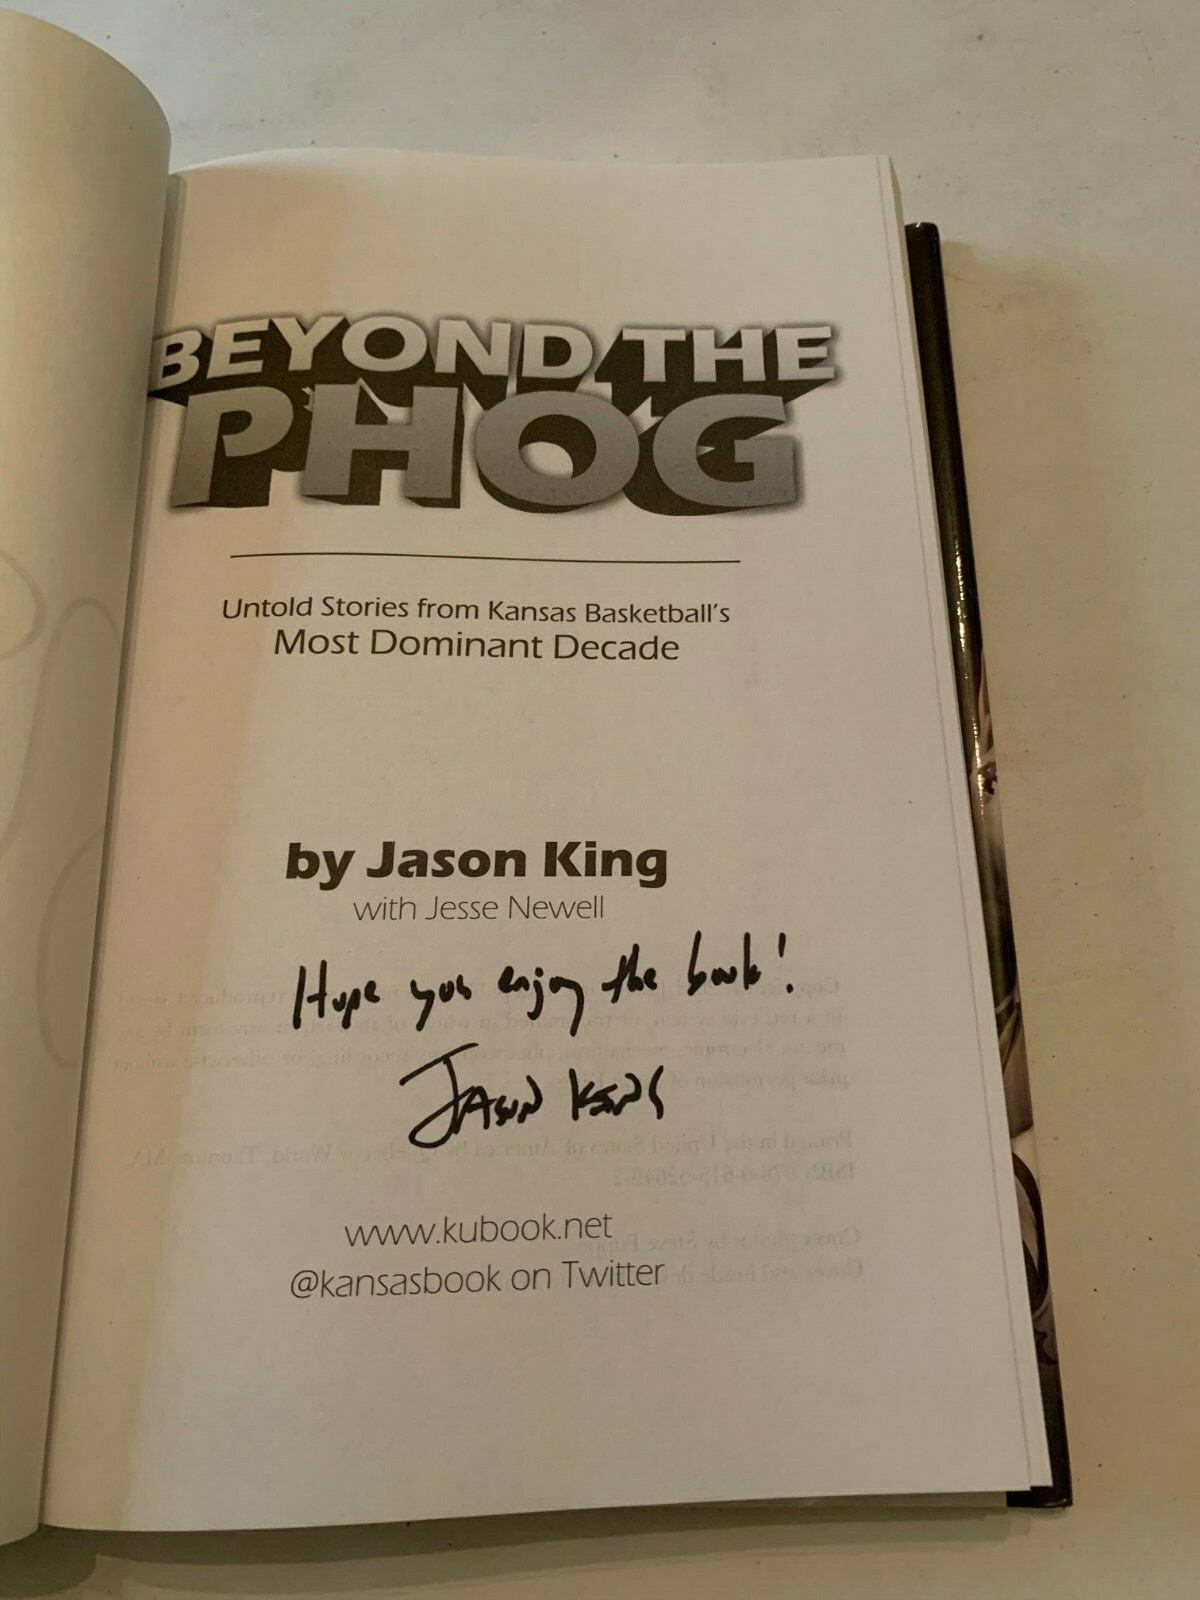 BEYOND THE
PHOG
Untold Stories from Kansas Basketball's
Most Dominant Decade
by Jason King
with Jesse Newell
Hope you enjoy the book!
Jason King
www.kubook.net
@kansasbook on Twitter